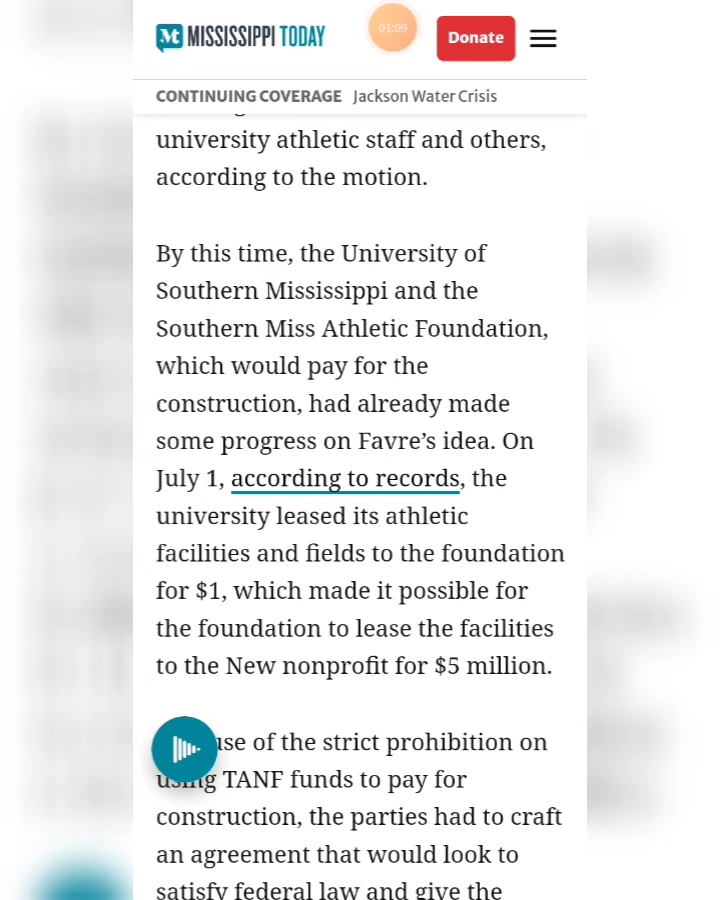 Mt MISSISSIPPI TODAY
01:09
Donate
CONTINUING COVERAGE Jackson Water Crisis
university athletic staff and others,
according to the motion.
By this time, the University of
Southern Mississippi and the
Southern Miss Athletic Foundation,
which would pay for the
construction, had already made
some progress on Favre’s idea. On
July 1, according to records, the
university leased its athletic
facilities and fields to the foundation
for $1, which made it possible for
the foundation to lease the facilities
to the New nonprofit for $5 million.
use of the strict prohibition on
using TANF funds to pay for
construction, the parties had to craft
an agreement that would look to
satisfy federal law and give the